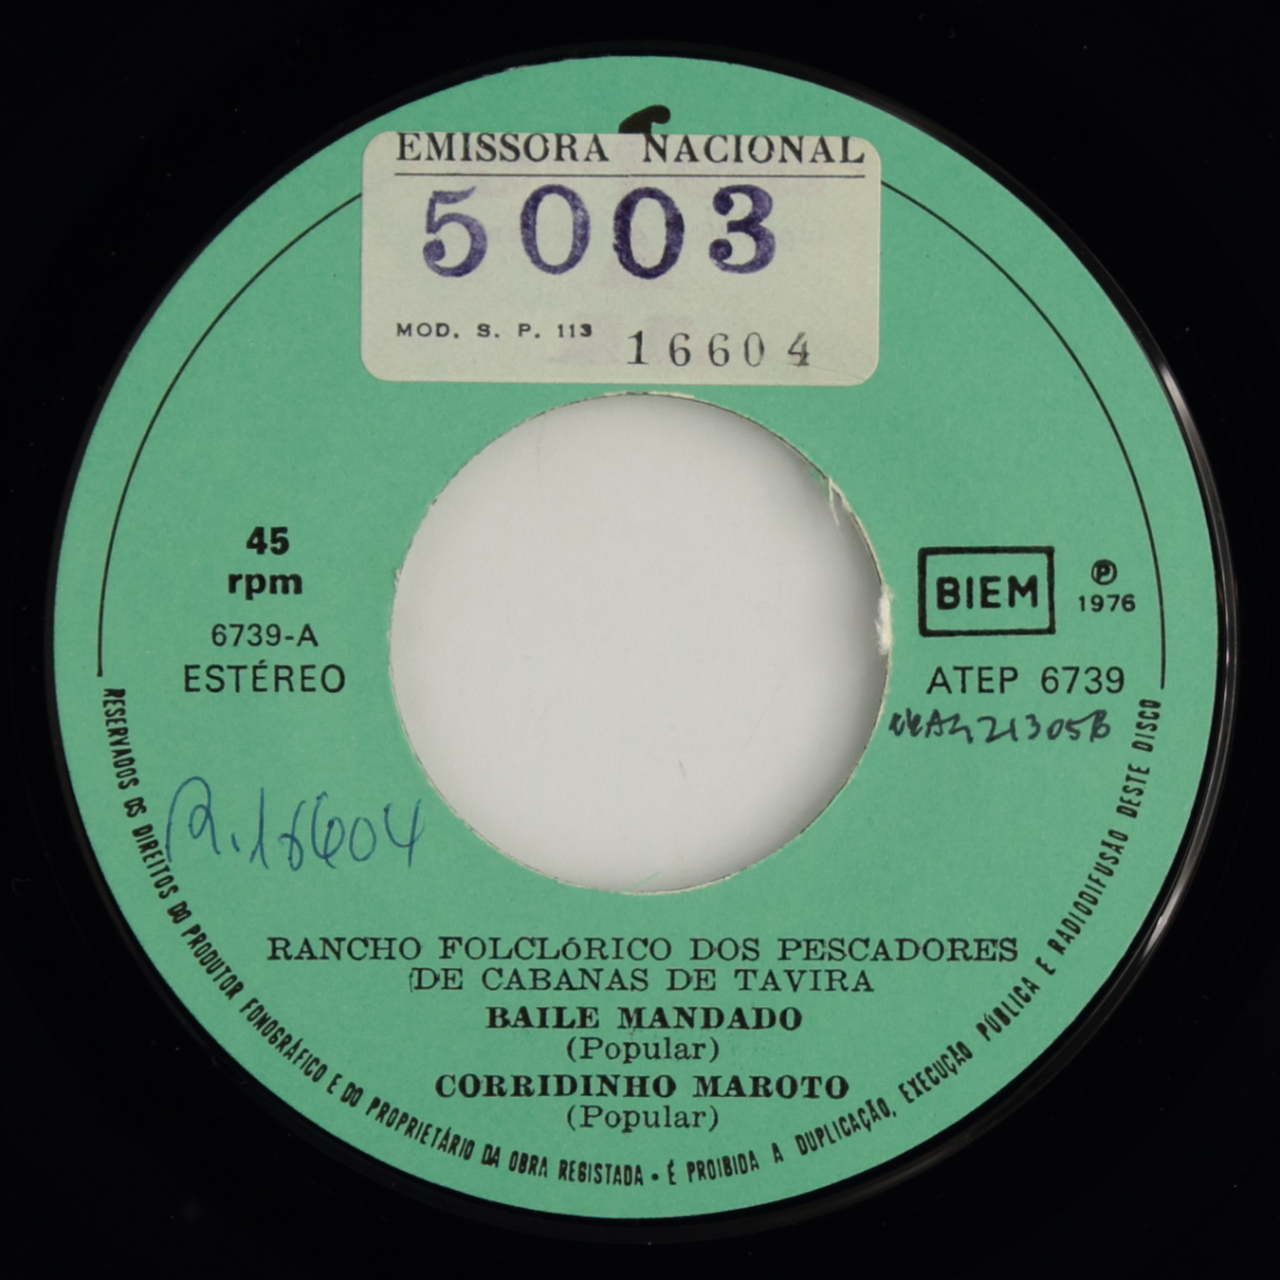 EMISSORA NACIONAL
5003
MOD. S. P. 113 16604
45
rpm
6739-A
ESTÉREO
BIEM
℗
1976
ATEP 6739
R.16604
RANCHO FOLCLóRICO DOS PESCADORES
DE CABANAS DE TAVIRA
BAILE MANDADO
(Popular)
CORRIDINHO MAROTO
(Popular)
RESERVADOS OS DIREITOS DO PRODUTOR FONOGRÁFICO E DO PROPRIETÁRIO DA OBRA REGISTADA • É PROIBIDA A DUPLICAÇÃO, EXECUÇÃO PÚBLICA E RADIODIFUSÃO DESTE DISCO